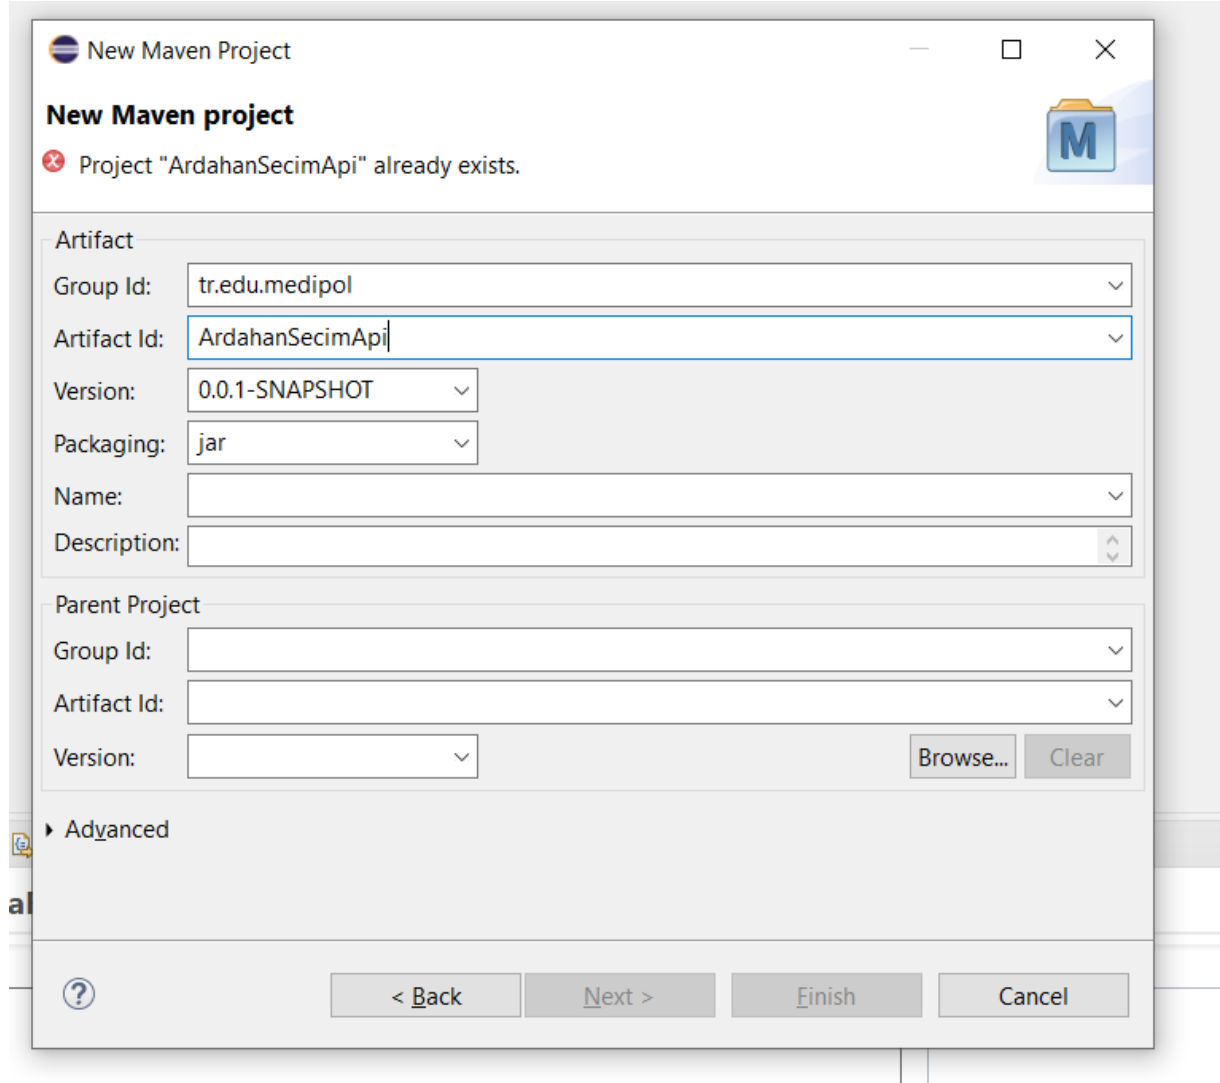 New Maven Project
New Maven project
Project "ArdahanSecimApi" already exists.
Artifact
Group Id: tr.edu.medipol
Artifact Id: ArdahanSecimApi
Version: 0.0.1-SNAPSHOT
Packaging: jar
Name:
Description:
Parent Project
Group Id:
Artifact Id:
Version: Browse... Clear
Advanced
al
< Back Next > Finish Cancel